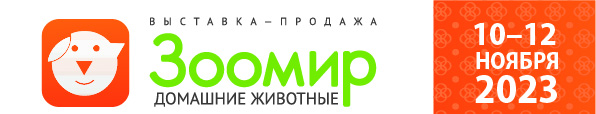 ВЫСТАВКА – ПРОДАЖА
Зоомир
ДОМАШНИЕ ЖИВОТНЫЕ
10–12
НОЯБРЯ
2023